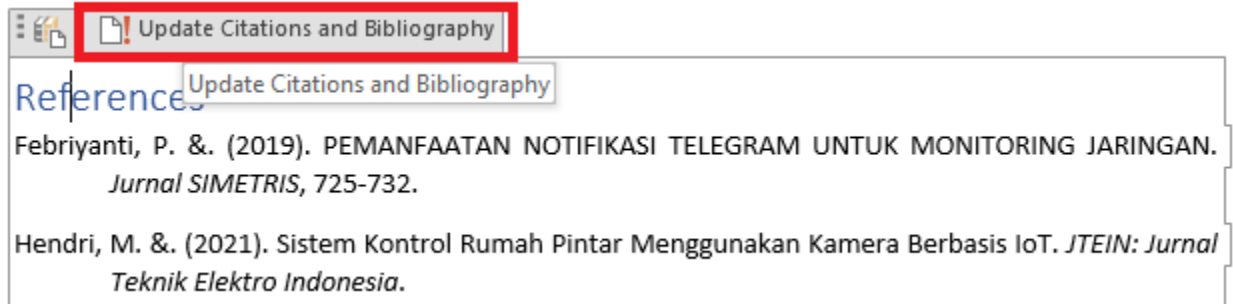 Update Citations and Bibliography
Update Citations and Bibliography
References
Febriyanti, P. &. (2019). PEMANFAATAN NOTIFIKASI TELEGRAM UNTUK MONITORING JARINGAN.
Jurnal SIMETRIS, 725-732.
Hendri, M. &. (2021). Sistem Kontrol Rumah Pintar Menggunakan Kamera Berbasis IoT. JTEIN: Jurnal
Teknik Elektro Indonesia.